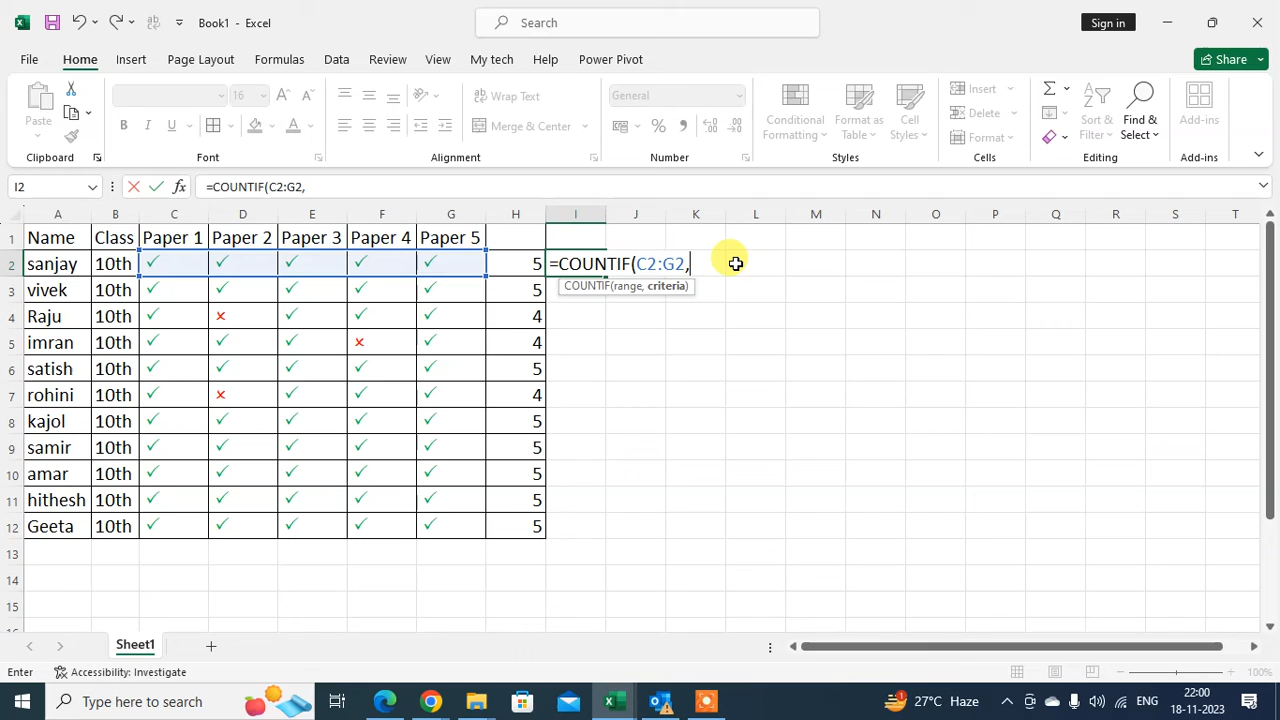 Book1 - Excel
Search
Sign in
File Home Insert Draw Page Layout Formulas Data Review View My tech Help Power Pivot
Share
Paste
16
Wrap Text
Merge & Center
General
Conditional Formatting
Format as Table
Cell Styles
Insert
Delete
Format
Sort & Filter
Find & Select
Add-ins
Clipboard Font Alignment Number Styles Cells Editing Add-ins
I2 =COUNTIF(C2:G2,
A B C D E F G H I J K L M N O P Q R S T
1 Name Class Paper 1 Paper 2 Paper 3 Paper 4 Paper 5
2 sanjay 10th ✓ ✓ ✓ ✓ ✓ 5 =COUNTIF(C2:G2,
COUNTIF(range, criteria)
3 vivek 10th ✓ ✓ ✓ ✓ ✓ 5
4 Raju 10th ✓ × ✓ ✓ ✓ 4
5 imran 10th ✓ ✓ ✓ × ✓ 4
6 satish 10th ✓ ✓ ✓ ✓ ✓ 5
7 rohini 10th ✓ × ✓ ✓ ✓ 4
8 kajol 10th ✓ ✓ ✓ ✓ ✓ 5
9 samir 10th ✓ ✓ ✓ ✓ ✓ 5
10 amar 10th ✓ ✓ ✓ ✓ ✓ 5
11 hithesh 10th ✓ ✓ ✓ ✓ ✓ 5
12 Geeta 10th ✓ ✓ ✓ ✓ ✓ 5
13
14
15
Sheet1
Enter Accessibility: Investigate 100%
Type here to search
27°C Haze
ENG
22:00
18-11-2023